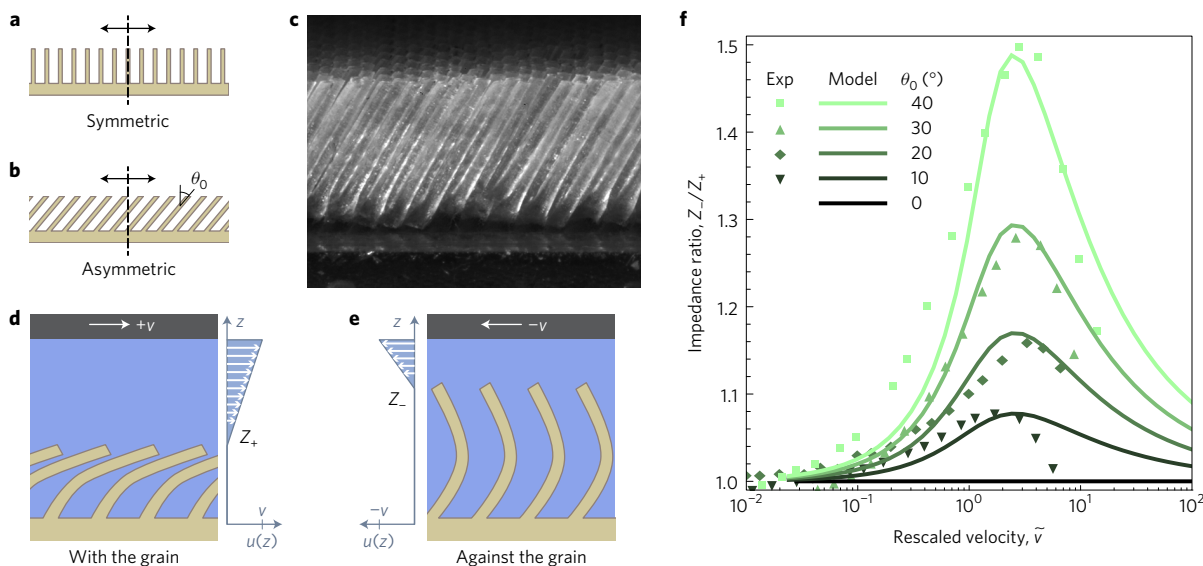 a
Symmetric
b
θ0
Asymmetric
c
d
+v
z
Z+
v
u(z)
With the grain
e
z
−v
Z−
−v
u(z)
Against the grain
f
Exp Model θ0 (°)
40
30
20
10
0
Impedance ratio, Z−/Z+
1.5
1.4
1.3
1.2
1.1
1.0
10−2 10−1 100 101 102
Rescaled velocity, ṽ